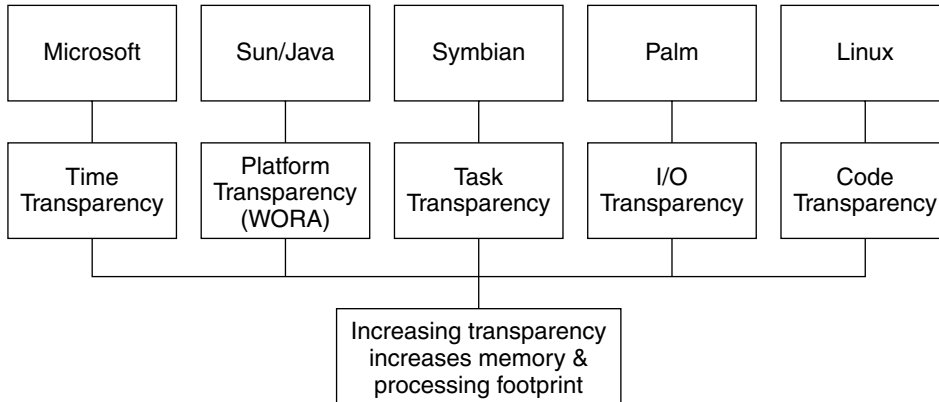 Microsoft
Sun/Java
Symbian
Palm
Linux
Time
Transparency
Platform
Transparency
(WORA)
Task
Transparency
I/O
Transparency
Code
Transparency
Increasing transparency
increases memory &
processing footprint